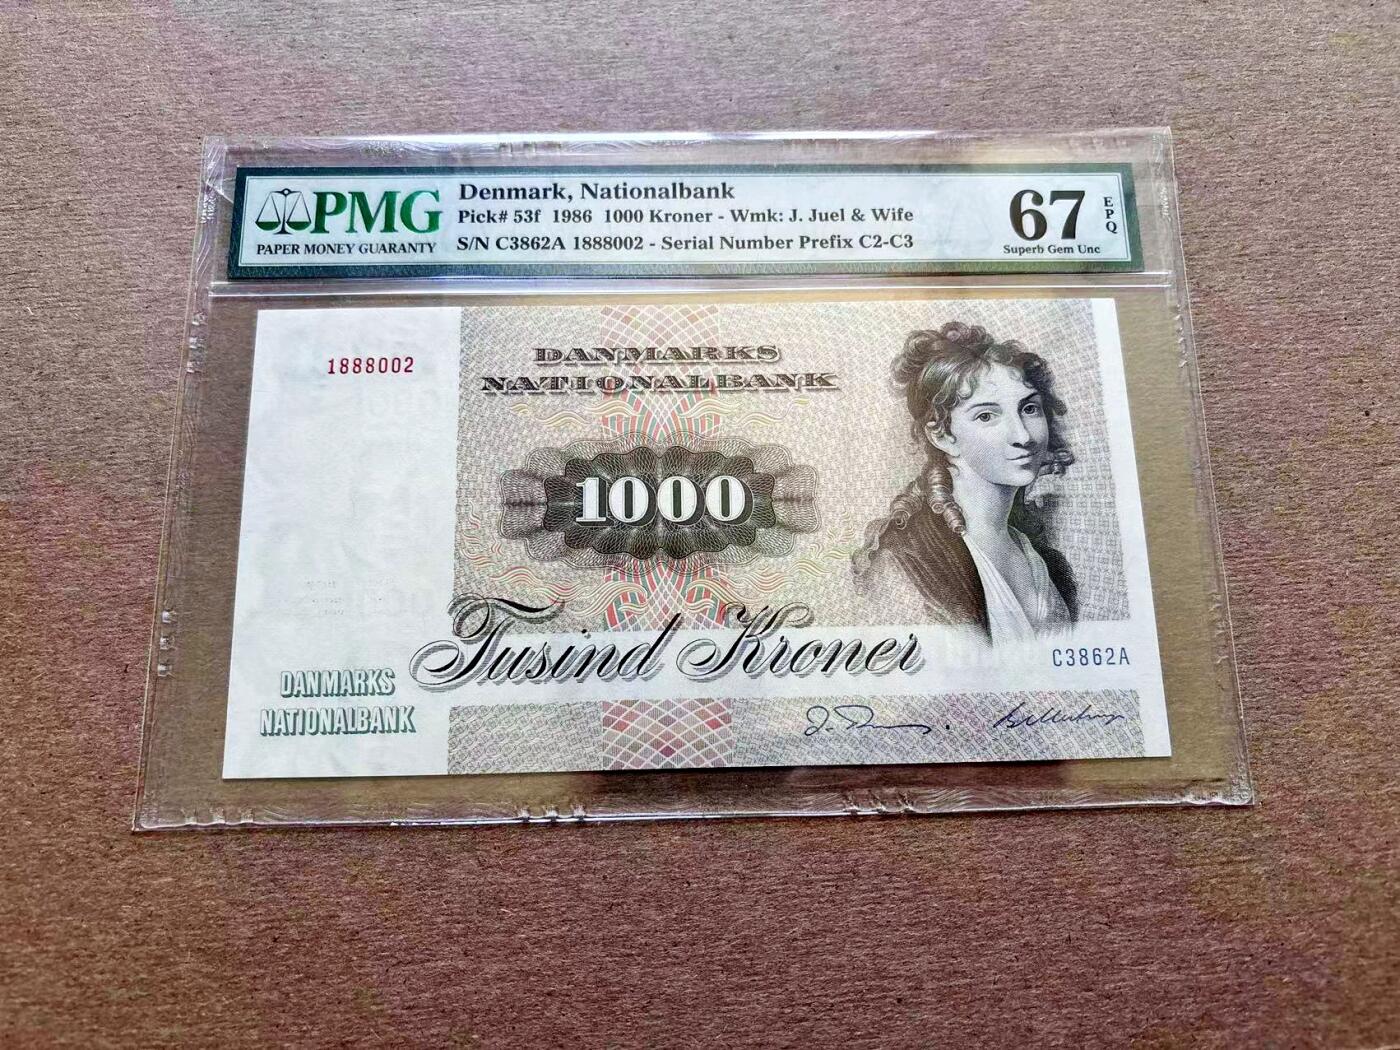 PMG
PAPER MONEY GUARANTY
Denmark, Nationalbank
Pick# 53f 1986 1000 Kroner - Wmk: J. Juel & Wife
S/N C3862A 1888002 - Serial Number Prefix C2-C3
67
EPQ
Superb Gem Unc
1888002
DANMARKS
NATIONALBANK
1000
Tusind Kroner
C3862A
DANMARKS
NATIONALBANK